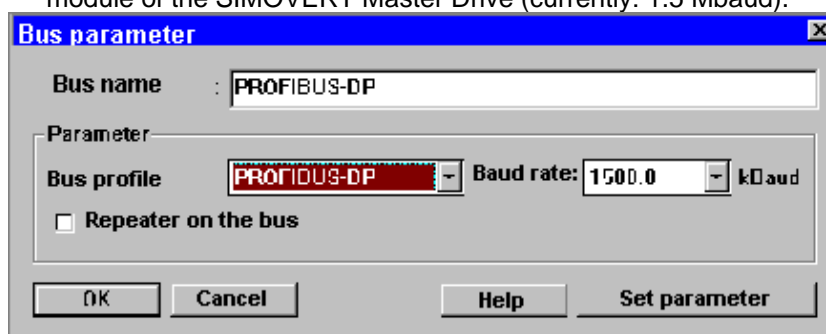 module of the SIMOVERT Master Drive (currently: 1.5 Mbaud).
Bus parameter
Bus name : PROFIBUS-DP
Parameter
Bus profile PROFIBUS-DP Baud rate: 1500.0 kBaud
Repeater on the bus
OK Cancel Help Set parameter